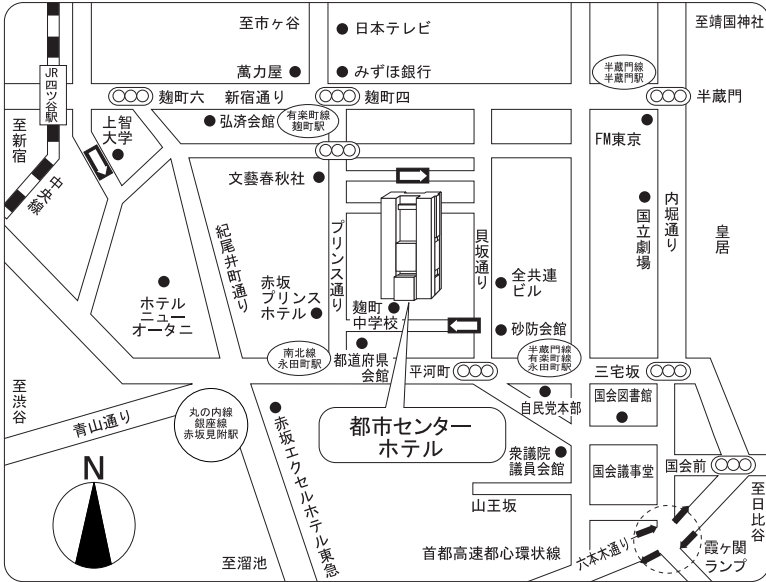 至市ヶ谷
日本テレビ
至靖国神社
萬力屋
みずほ銀行
半蔵門線
半蔵門駅
JR
四ツ谷駅
麹町六
新宿通り
麹町四
半蔵門
至新宿
上智
大学
弘済会館
有楽町線
麹町駅
FM東京
中央線
文藝春秋社
紀尾井町通り
プリンス通り
貝坂通り
国立劇場
内堀通り
皇居
ホテル
ニュー
オータニ
赤坂
プリンス
ホテル
麹町
中学校
全共連
ビル
砂防会館
南北線
永田町駅
都道府県
会館
平河町
半蔵門線
有楽町線
永田町駅
三宅坂
至渋谷
青山通り
丸の内線
銀座線
赤坂見附駅
赤坂エクセルホテル東急
都市センター
ホテル
自民党本部
国会図書館
衆議院
議員会館
国会議事堂
国会前
N
山王坂
至日比谷
至溜池
首都高速都心環状線
六本木通り
霞ヶ関
ランプ